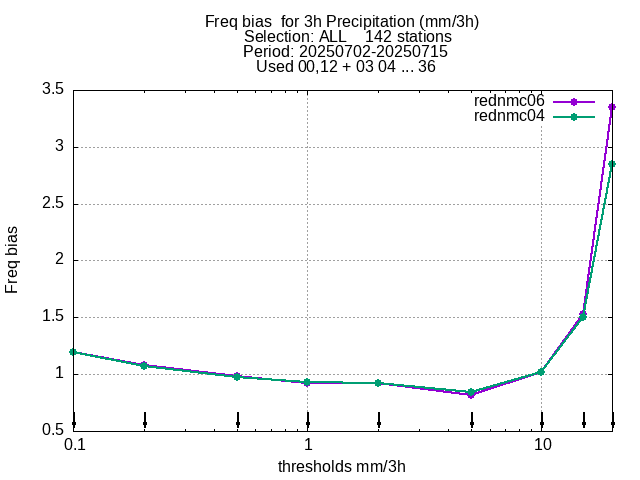 Freq bias  for 3h Precipitation (mm/3h)
Selection: ALL    142 stations
Period: 20250702-20250715
Used 00,12 + 03 04 ... 36
rednmc06
rednmc04
3.5
3
2.5
2
1.5
1
0.5
Freq bias
0.1
1
10
thresholds mm/3h